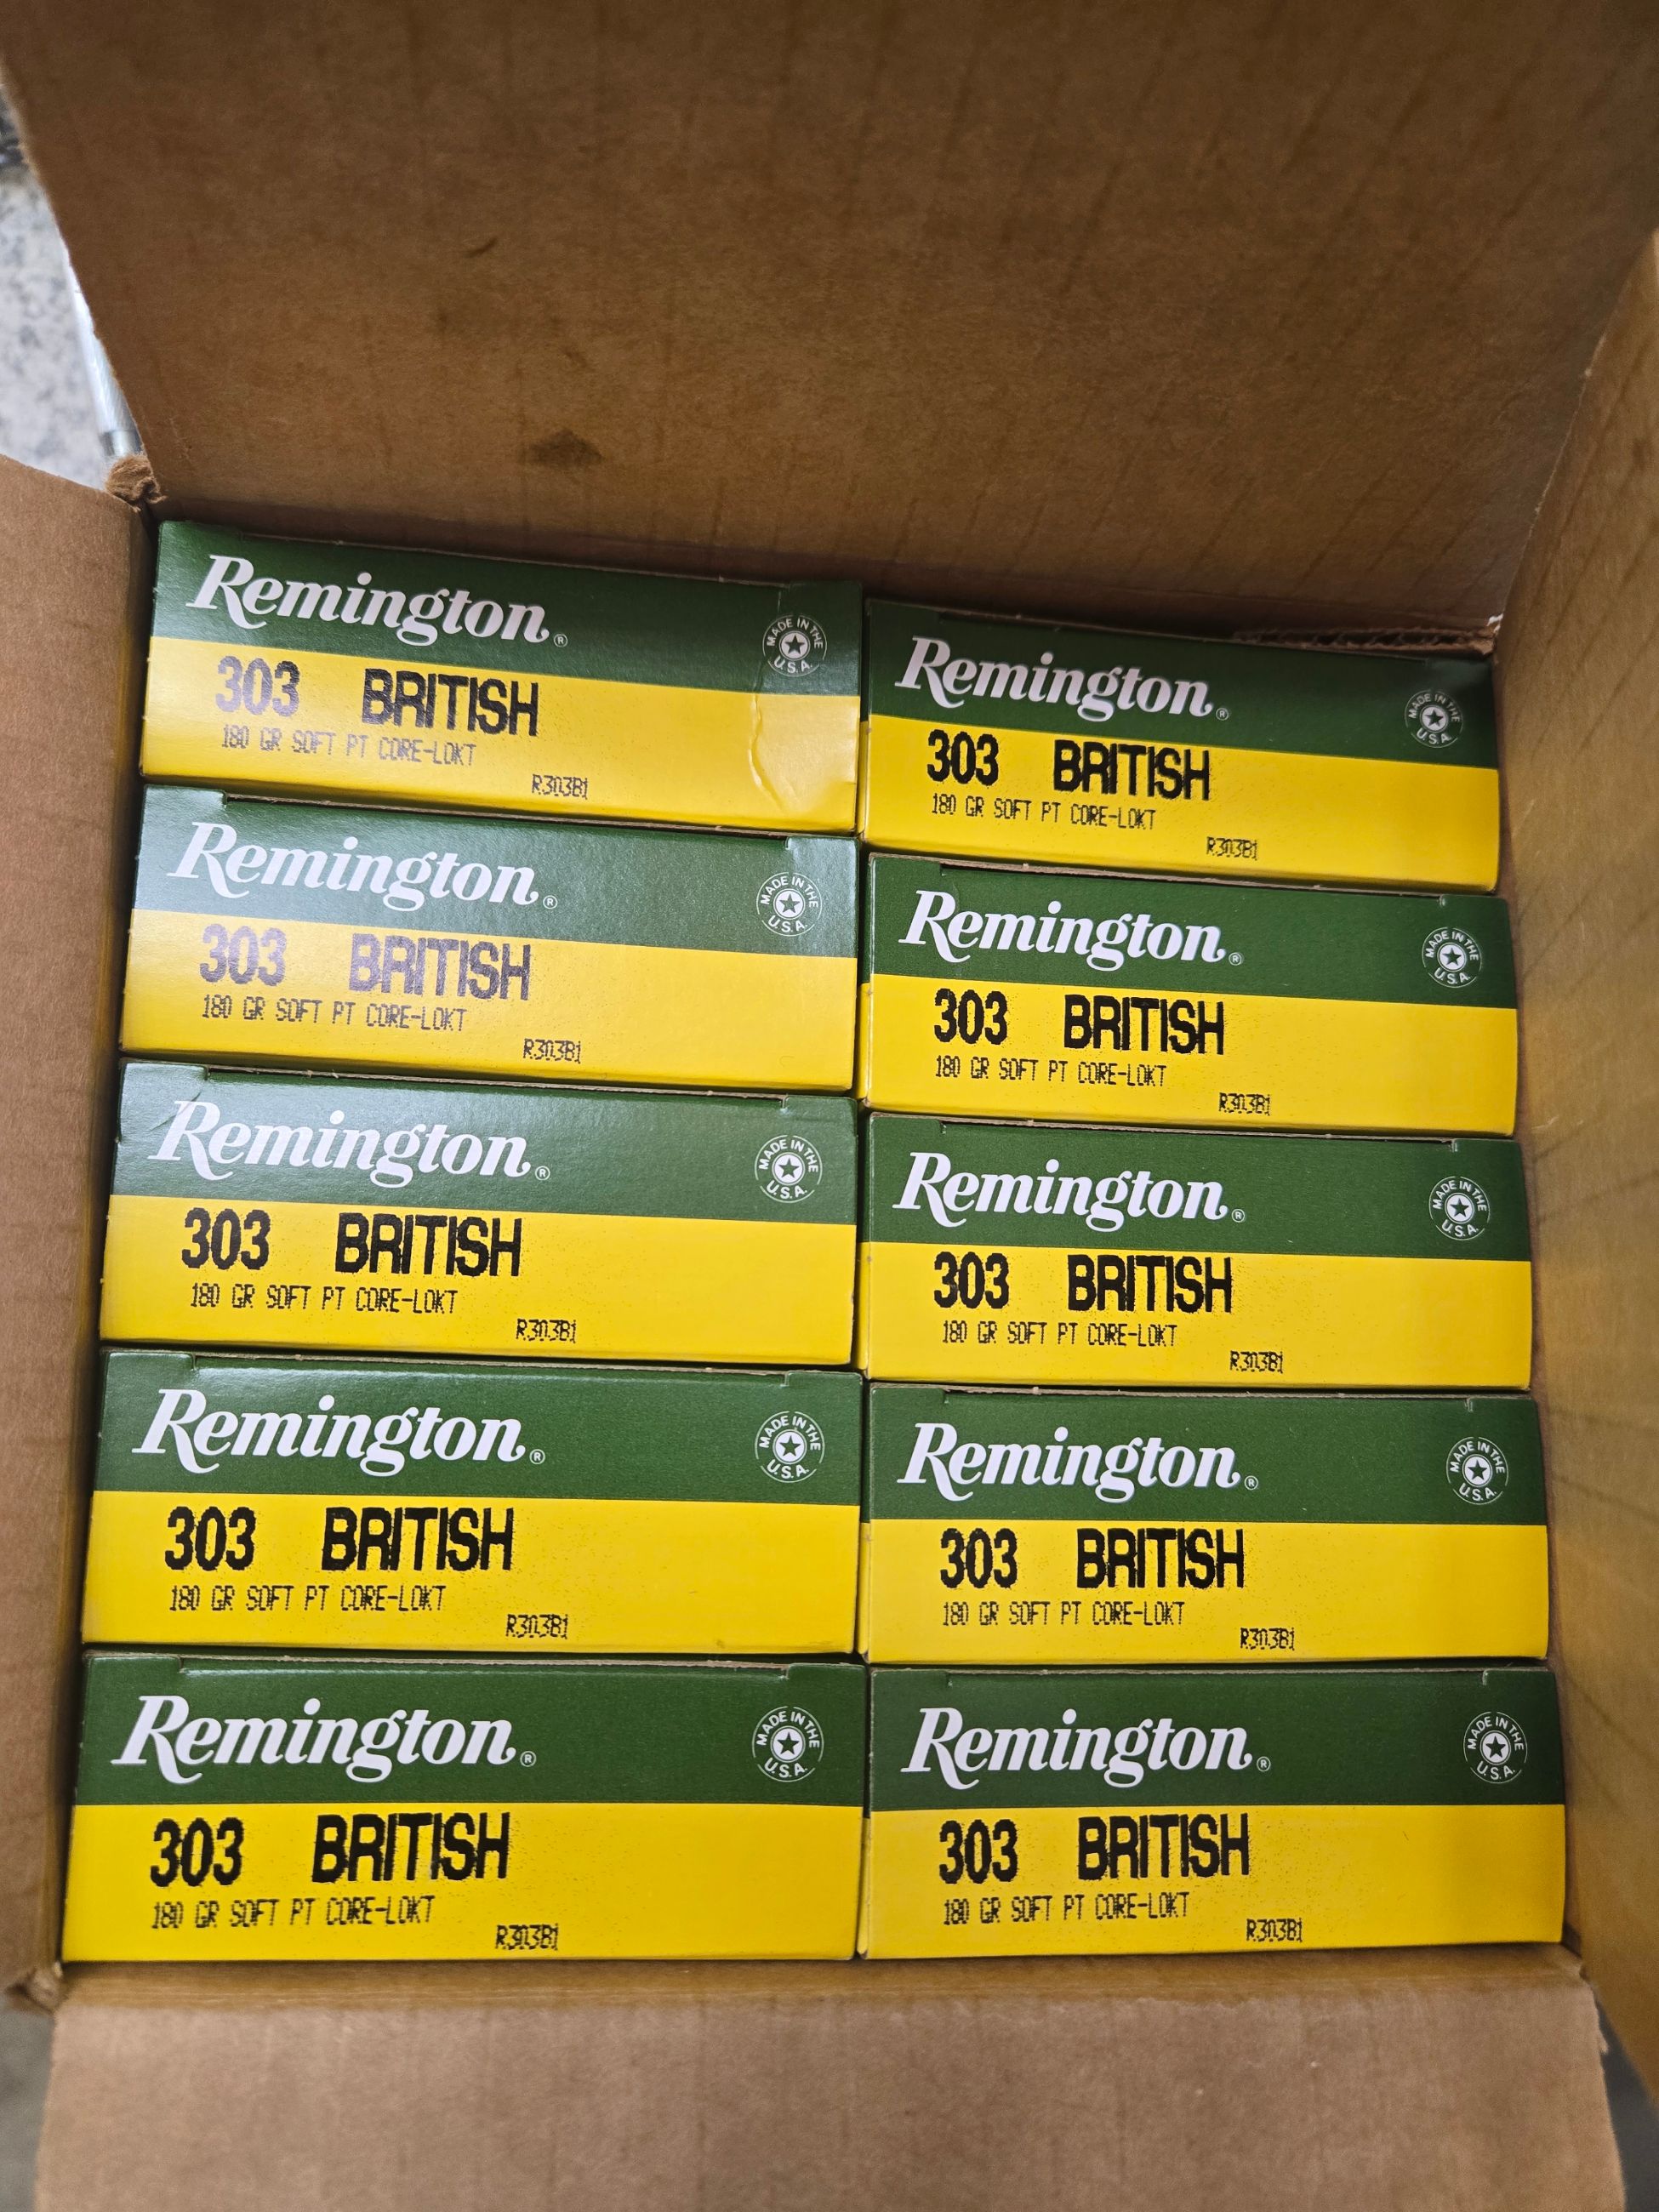 Remington®
MADE IN THE U.S.A.
303 BRITISH
180 GR SOFT PT CORE-LOKT
R303B1
Remington®
MADE IN THE U.S.A.
303 BRITISH
180 GR SOFT PT CORE-LOKT
R303B1
Remington®
MADE IN THE U.S.A.
303 BRITISH
180 GR SOFT PT CORE-LOKT
R303B1
Remington®
MADE IN THE U.S.A.
303 BRITISH
180 GR SOFT PT CORE-LOKT
R303B1
Remington®
MADE IN THE U.S.A.
303 BRITISH
180 GR SOFT PT CORE-LOKT
R303B1
Remington®
MADE IN THE U.S.A.
303 BRITISH
180 GR SOFT PT CORE-LOKT
R303B1
Remington®
MADE IN THE U.S.A.
303 BRITISH
180 GR SOFT PT CORE-LOKT
R303B1
Remington®
MADE IN THE U.S.A.
303 BRITISH
180 GR SOFT PT CORE-LOKT
R303B1
Remington®
MADE IN THE U.S.A.
303 BRITISH
180 GR SOFT PT CORE-LOKT
R303B1
Remington®
MADE IN THE U.S.A.
303 BRITISH
180 GR SOFT PT CORE-LOKT
R303B1